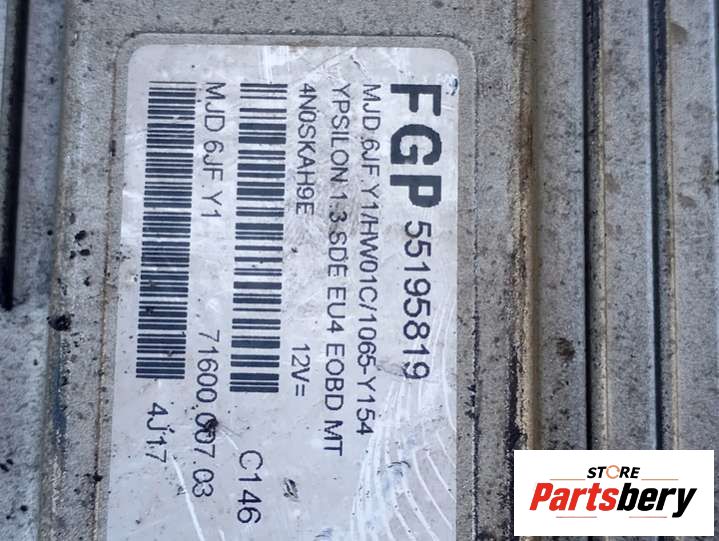 FGP 55195819
MJD 6JF.Y1/HW01C/1065-Y154
YPSILON 1.3 SDE EU4 EOBD MT
4N0SKAH9E 12V=
C146
MJD 6JF.Y1 71600.007.03
4J17
STORE
Partsbery